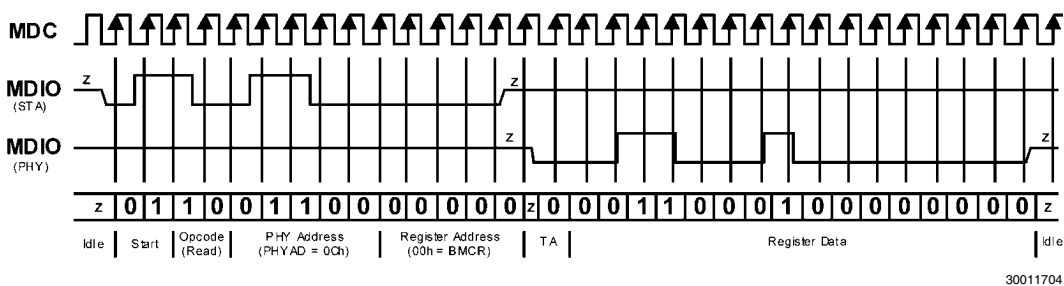 MDC
z z
MDIO
(STA)
z z
MDIO
(PHY)
z 0 1 1 0 0 1 1 0 0 0 0 0 0 0 z 0 0 0 1 1 0 0 0 1 0 0 0 0 0 0 0 0 z
Idle Start Opcode (Read) PHY Address (PHYAD = 0Ch) Register Address (00h = BMCR) TA Register Data Idle
30011704